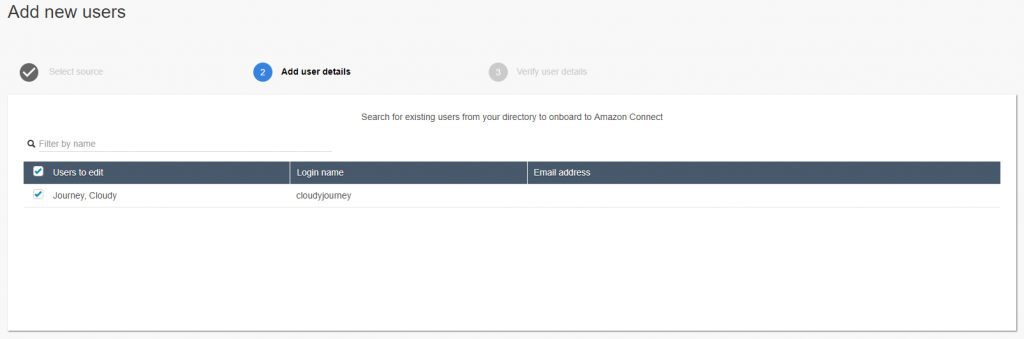 Add new users
Select source 2 Add user details 3 Verify user details
Search for existing users from your directory to onboard to Amazon Connect
Filter by name
Users to edit Login name Email address
Journey, Cloudy cloudyjourney